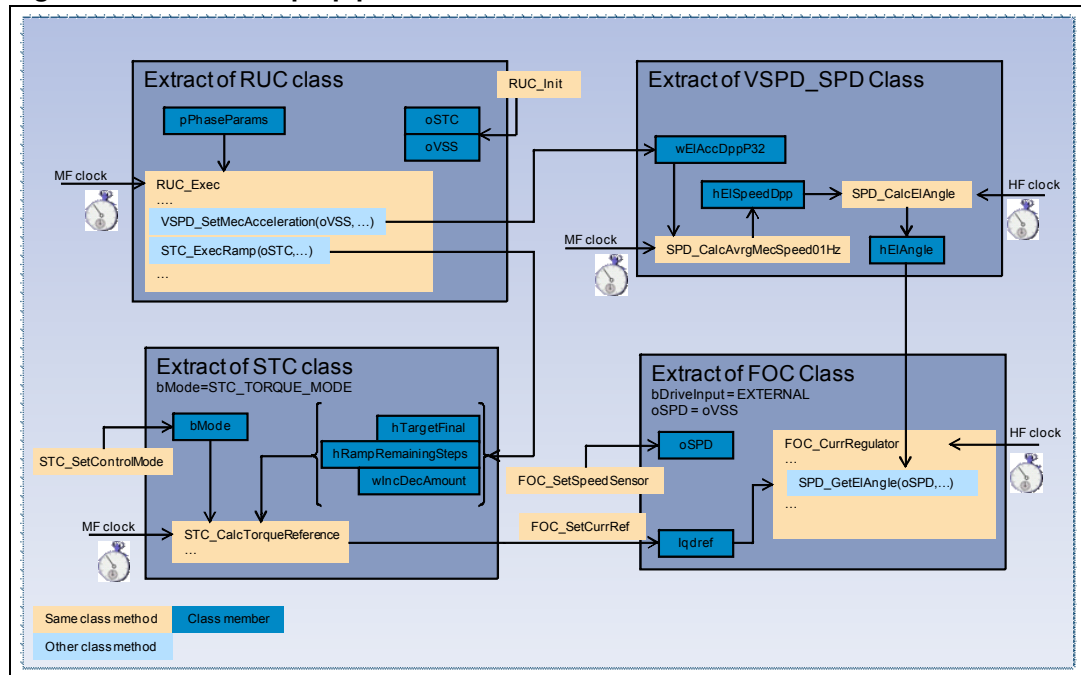 Extract of RUC class
RUC_Init
pPhaseParams
oSTC
oVSS
MF clock
RUC_Exec
....
VSPD_SetMecAcceleration(oVSS, ...)
STC_ExecRamp(oSTC,...)
...
Extract of VSPD_SPD Class
wElAccDppP32
hElSpeedDpp
SPD_CalcElAngle
HF clock
MF clock
SPD_CalcAvrgMecSpeed01Hz
hElAngle
Extract of STC class
bMode=STC_TORQUE_MODE
bMode
hTargetFinal
hRampRemainingSteps
wIncDecAmount
STC_SetControlMode
MF clock
STC_CalcTorqueReference
...
Extract of FOC Class
bDriveInput = EXTERNAL
oSPD = oVSS
oSPD
FOC_CurrRegulator
...
HF clock
SPD_GetElAngle(oSPD,...)
...
FOC_SetSpeedSensor
FOC_SetCurrRef
Iqdref
Same class method
Class member
Other class method